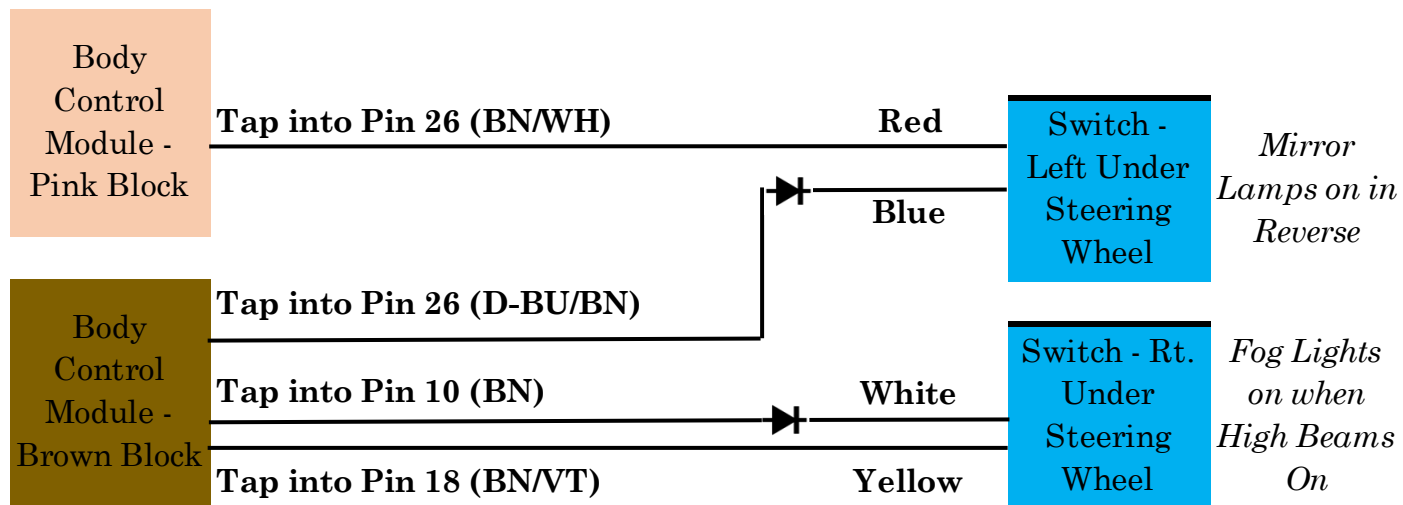 Body
Control
Module -
Pink Block
Tap into Pin 26 (BN/WH)
Red
Blue
Switch -
Left Under
Steering
Wheel
Mirror
Lamps on in
Reverse
Body
Control
Module -
Brown Block
Tap into Pin 26 (D-BU/BN)
Tap into Pin 10 (BN)
White
Tap into Pin 18 (BN/VT)
Yellow
Switch - Rt.
Under
Steering
Wheel
Fog Lights
on when
High Beams
On